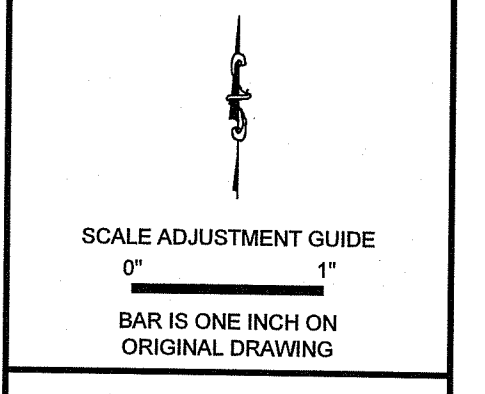 SCALE ADJUSTMENT GUIDE
0" 1"
BAR IS ONE INCH ON
ORIGINAL DRAWING